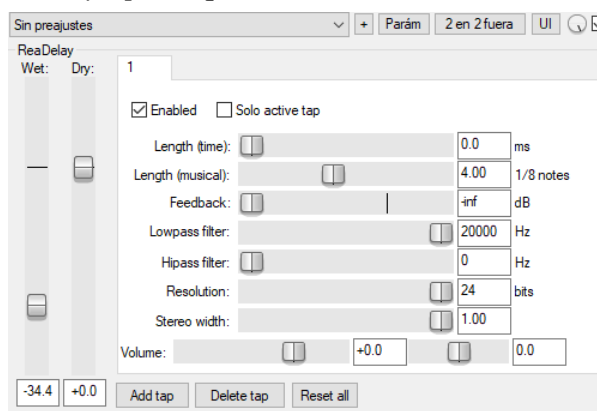 Sin preajustes + Parám 2 en 2 fuera UI
ReaDelay
Wet: Dry: 1
Enabled Solo active tap
Length (time): 0.0 ms
Length (musical): 4.00 1/8 notes
Feedback: -inf dB
Lowpass filter: 20000 Hz
Hipass filter: 0 Hz
Resolution: 24 bits
Stereo width: 1.00
Volume: +0.0 0.0
-34.4 +0.0 Add tap Delete tap Reset all